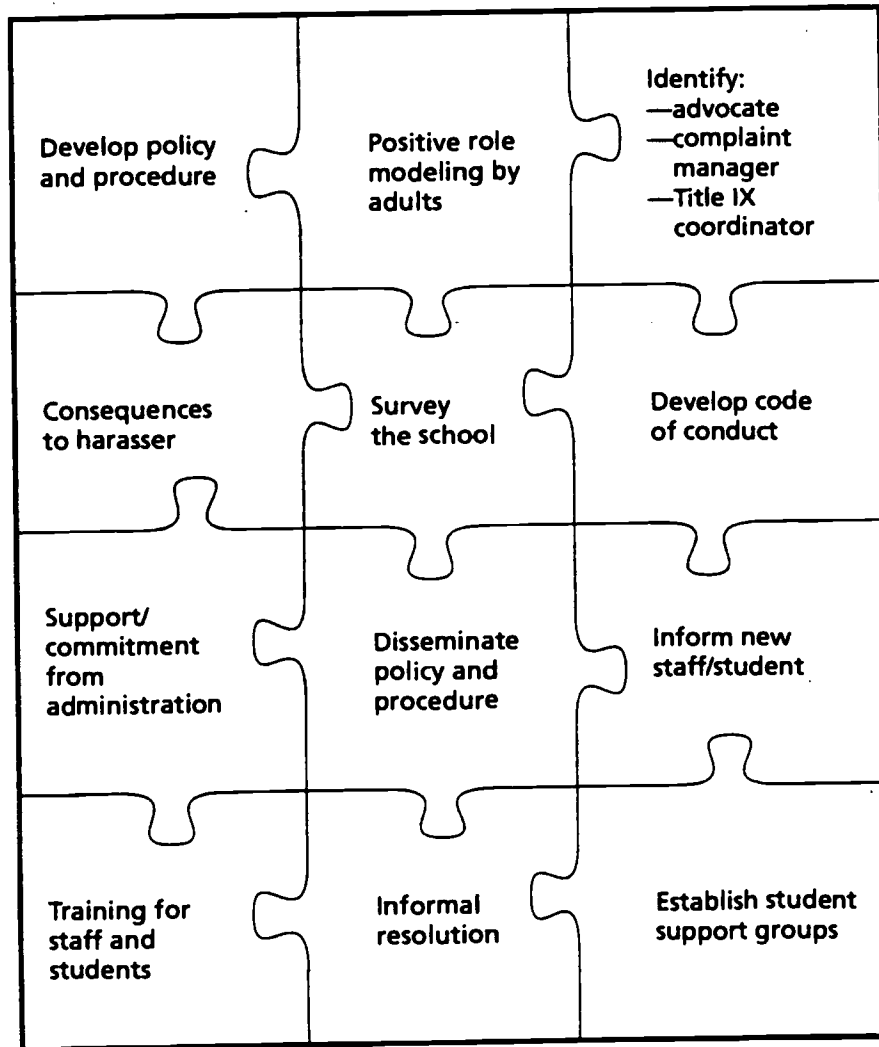 Develop policy
and procedure
Positive role
modeling by
adults
Identify:
—advocate
—complaint
manager
—Title IX
coordinator
Consequences
to harasser
Survey
the school
Develop code
of conduct
Support/
commitment
from
administration
Disseminate
policy and
procedure
Inform new
staff/student
Training for
staff and
students
Informal
resolution
Establish student
support groups